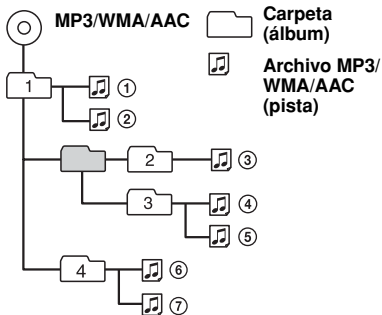 MP3/WMA/AAC
Carpeta
(álbum)
Archivo MP3/
WMA/AAC
(pista)
1
①
②
2
③
3
④
⑤
4
⑥
⑦